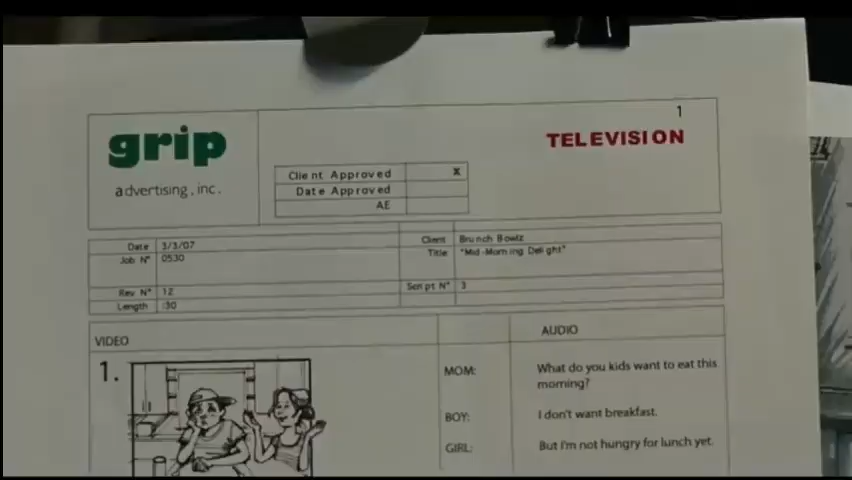 1
grip
advertising, inc.
TELEVISION
Client Approved X
Date Approved
AE
Date 3/3/07
Client Brunch Bowlz
Job N° 0530
Title "Mid-Morning Delight"
Rev. N° 12
Script N° 3
Length :30
VIDEO
AUDIO
1.
MOM: What do you kids want to eat this
morning?
BOY: I don't want breakfast.
GIRL: But I'm not hungry for lunch yet.